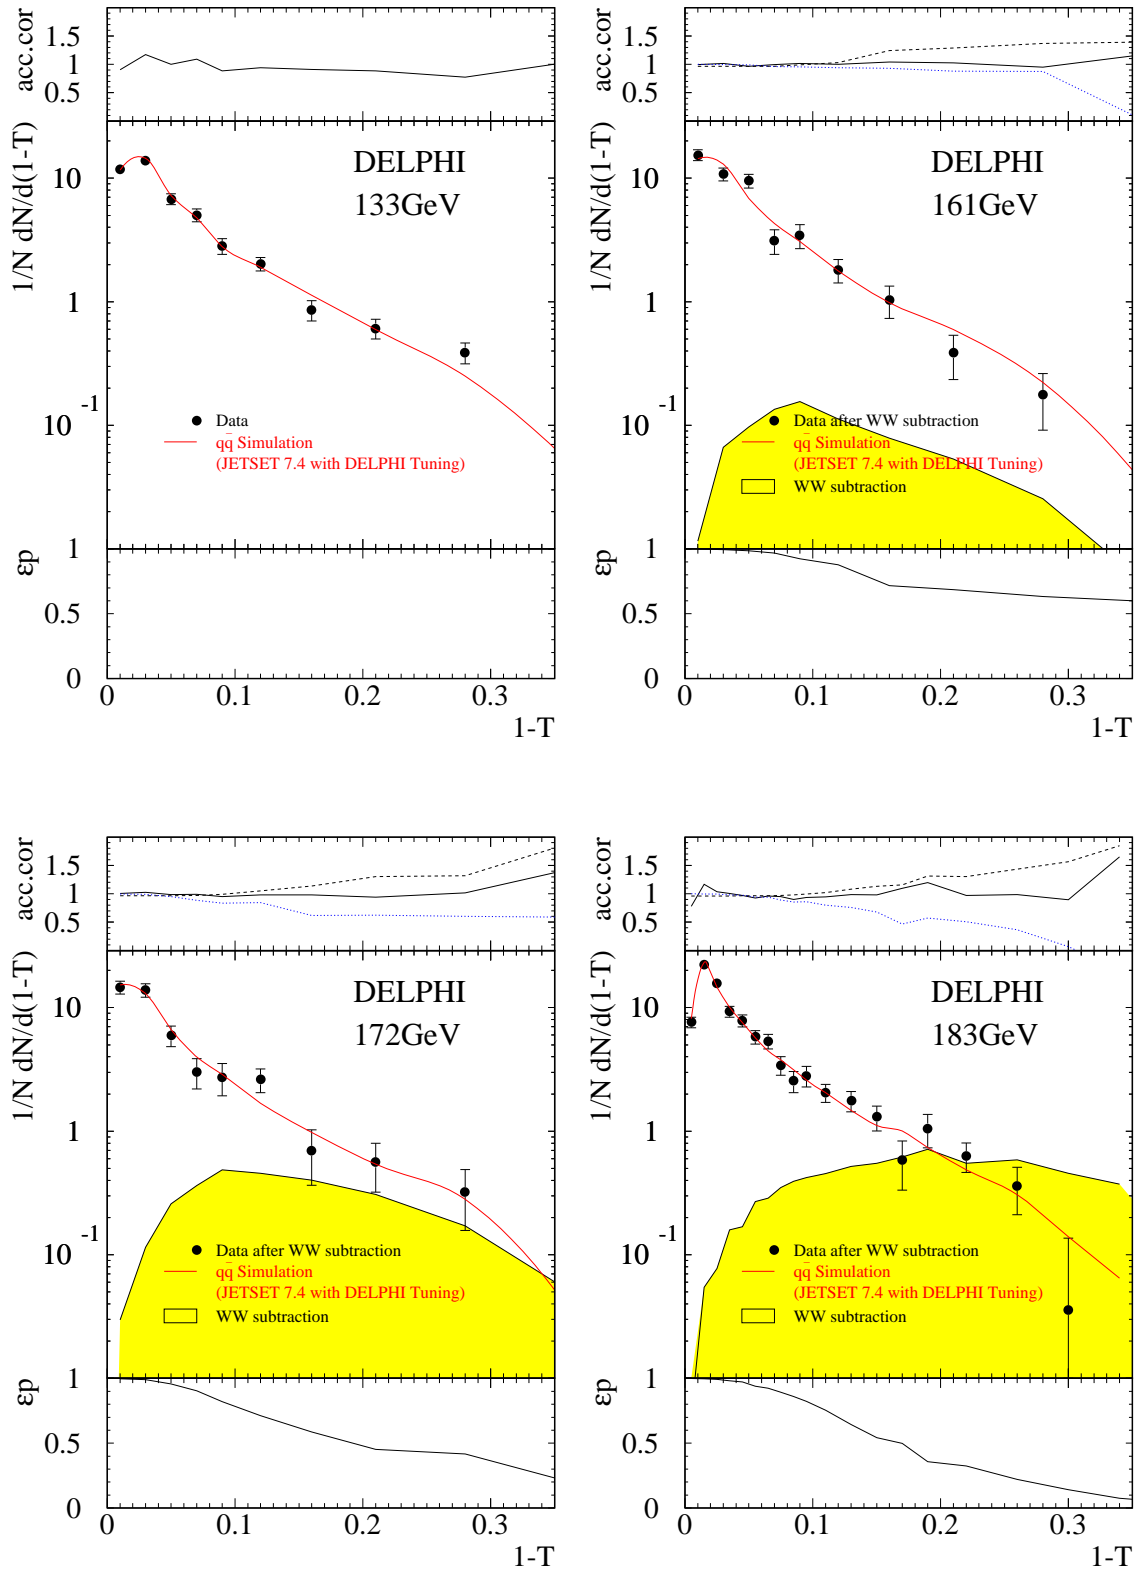 acc.cor
1.5
1
0.5
1/N dN/d(1-T)
10
1
10 -1
DELPHI
133GeV
Data
qq̄ Simulation
(JETSET 7.4 with DELPHI Tuning)
εp
1
0.5
0
0 0.1 0.2 0.3
1-T
acc.cor
1.5
1
0.5
1/N dN/d(1-T)
10
1
10 -1
DELPHI
161GeV
Data after WW subtraction
qq̄ Simulation
(JETSET 7.4 with DELPHI Tuning)
WW subtraction
εp
1
0.5
0
0 0.1 0.2 0.3
1-T
acc.cor
1.5
1
0.5
1/N dN/d(1-T)
10
1
10 -1
DELPHI
172GeV
Data after WW subtraction
qq̄ Simulation
(JETSET 7.4 with DELPHI Tuning)
WW subtraction
εp
1
0.5
0
0 0.1 0.2 0.3
1-T
acc.cor
1.5
1
0.5
1/N dN/d(1-T)
10
1
10 -1
DELPHI
183GeV
Data after WW subtraction
qq̄ Simulation
(JETSET 7.4 with DELPHI Tuning)
WW subtraction
εp
1
0.5
0
0 0.1 0.2 0.3
1-T